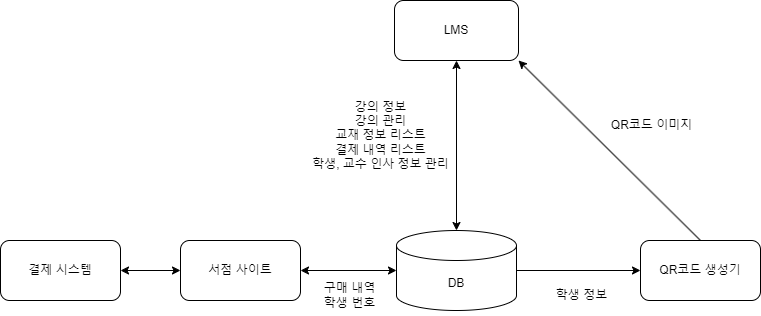 LMS
강의 정보
강의 관리
교재 정보 리스트
결제 내역 리스트
학생, 교수 인사 정보 관리
QR코드 이미지
결제 시스템
서점 사이트
구매 내역
학생 번호
DB
학생 정보
QR코드 생성기